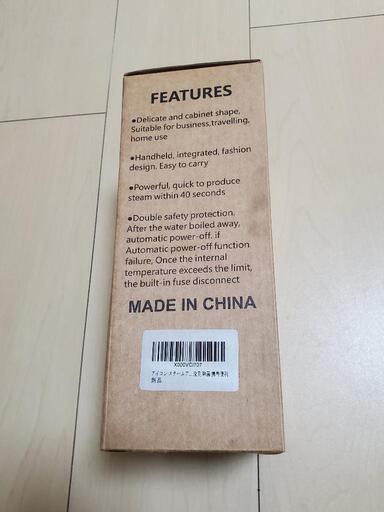 FEATURES
●Delicate and cabinet shape,
Suitable for business,travelling,
home use
●Handheld, integrated, fashion
design. Easy to carry
●Powerful, quick to produce
steam within 40 seconds
●Double safety protection.
After the water boiled away,
automatic power-off. if
Automatic power-off function
failure, Once the internal
temperature exceeds the limit,
the built-in fuse disconnect
MADE IN CHINA
新品